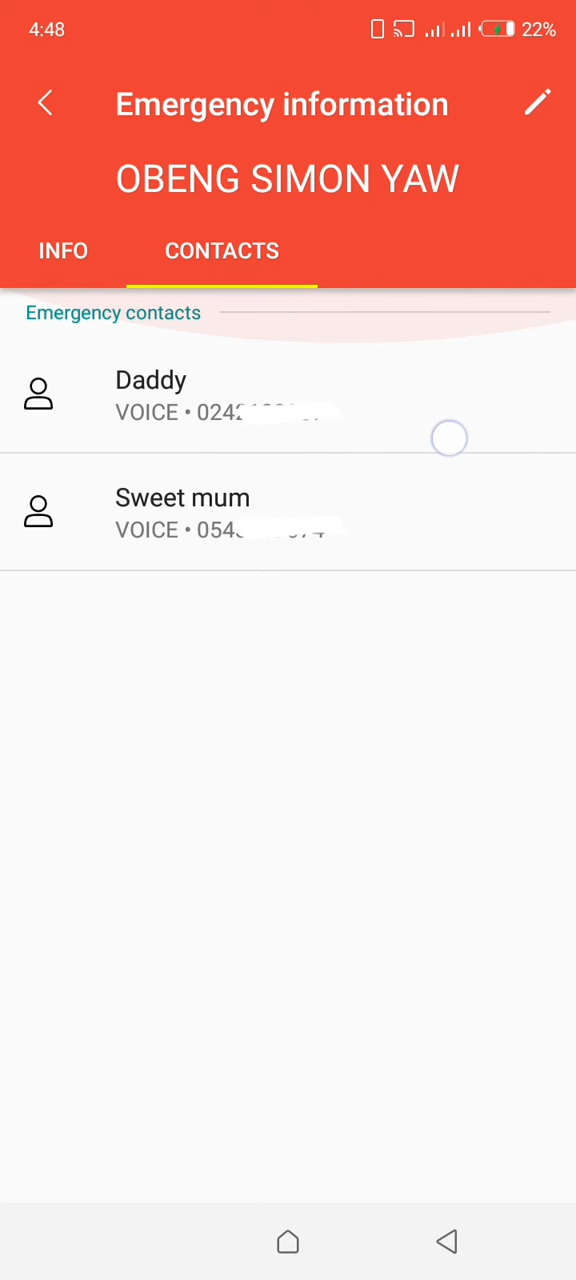 4:48 22%
Emergency information
OBENG SIMON YAW
INFO CONTACTS
Emergency contacts
Daddy
VOICE • 024
Sweet mum
VOICE • 054